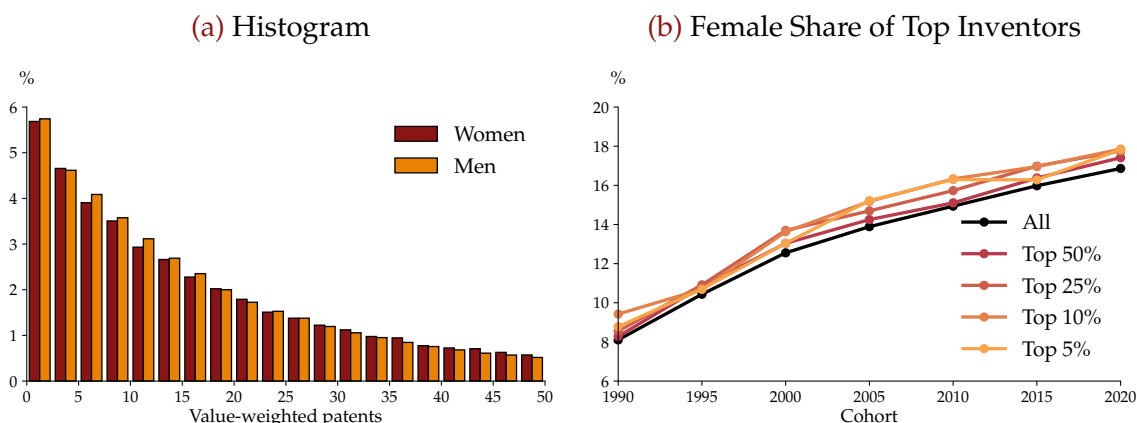 (a) Histogram
%
6
5
4
3
2
1
0
0 5 10 15 20 25 30 35 40 45 50
Value-weighted patents
Women
Men
(b) Female Share of Top Inventors
%
20
18
16
14
12
10
8
6
1990 1995 2000 2005 2010 2015 2020
Cohort
All
Top 50%
Top 25%
Top 10%
Top 5%